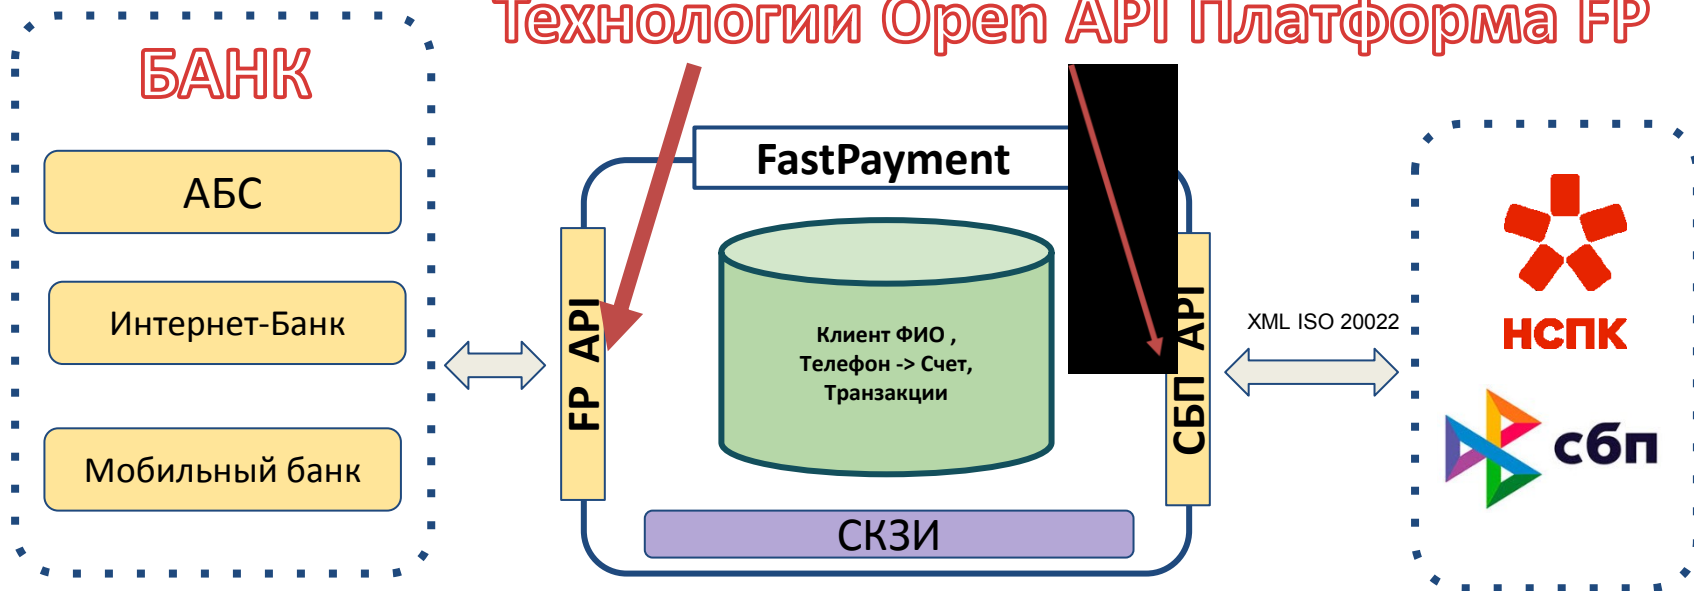 Технологии Open API Платформа FP
БАНК
АБС
Интернет-Банк
Мобильный банк
FastPayment
FP API
Клиент ФИО ,
Телефон -> Счет,
Транзакции
СКЗИ
СБП API
XML ISO 20022
НСПК
сбп